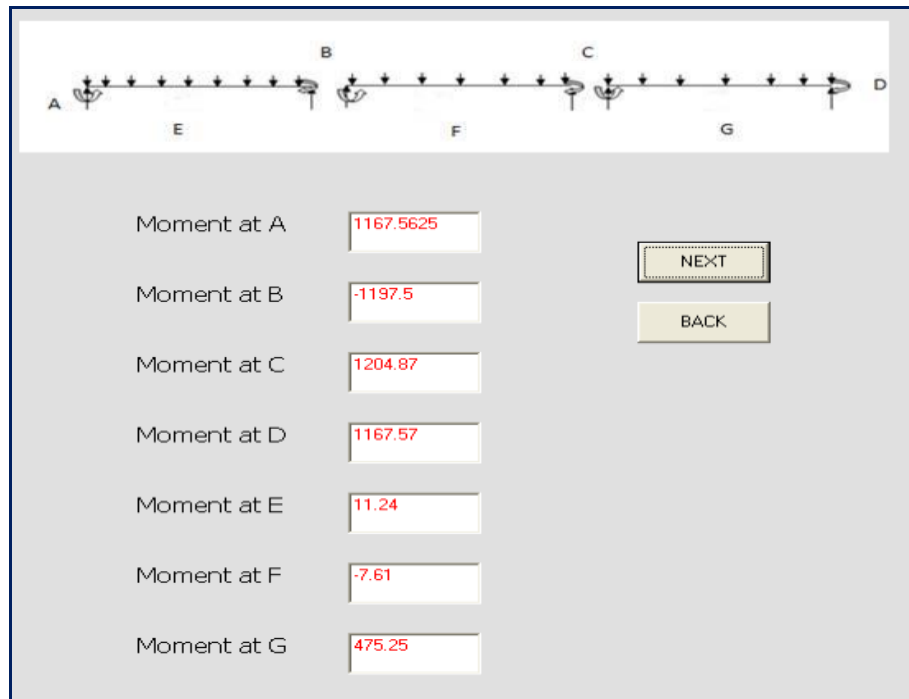 B
C
A
D
E
F
G
Moment at A
1167.5625
NEXT
Moment at B
-1197.5
BACK
Moment at C
1204.87
Moment at D
1167.57
Moment at E
11.24
Moment at F
-7.61
Moment at G
475.25